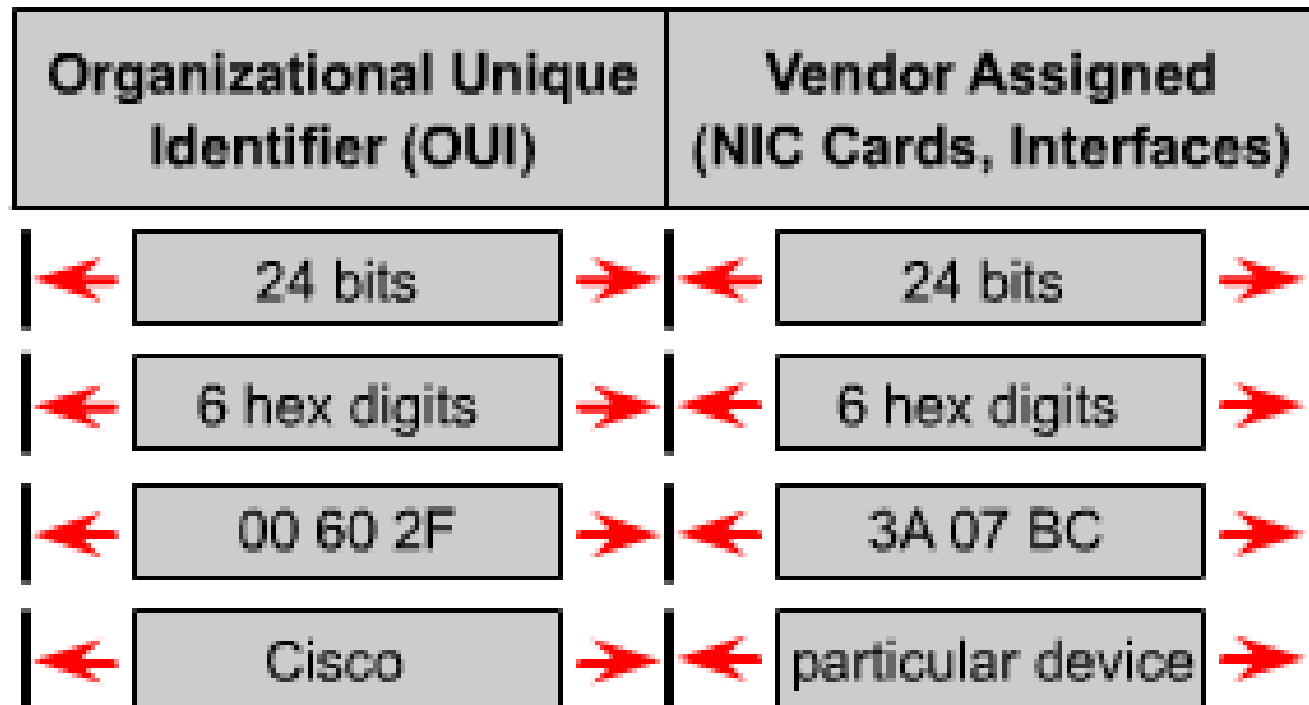 Organizational Unique
Identifier (OUI)
Vendor Assigned
(NIC Cards, Interfaces)
24 bits
24 bits
6 hex digits
6 hex digits
00 60 2F
3A 07 BC
Cisco
particular device